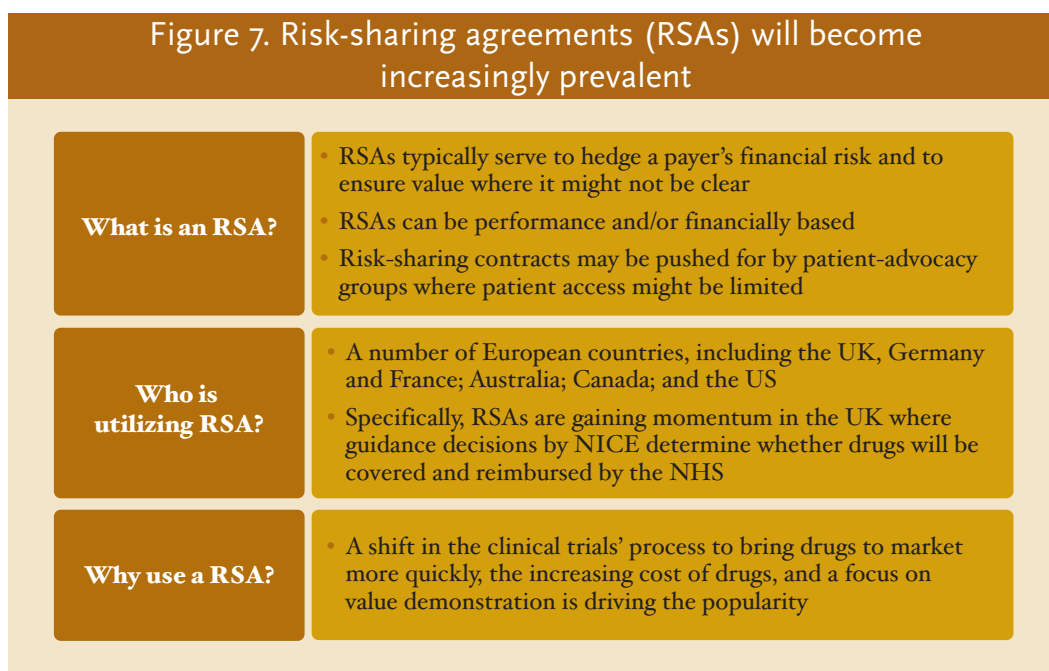 Figure 7. Risk-sharing agreements (RSAs) will become
increasingly prevalent
What is an RSA?
• RSAs typically serve to hedge a payer's financial risk and to
ensure value where it might not be clear
• RSAs can be performance and/or financially based
• Risk-sharing contracts may be pushed for by patient-advocacy
groups where patient access might be limited
Who is
utilizing RSA?
• A number of European countries, including the UK, Germany
and France; Australia; Canada; and the US
• Specifically, RSAs are gaining momentum in the UK where
guidance decisions by NICE determine whether drugs will be
covered and reimbursed by the NHS
Why use a RSA?
• A shift in the clinical trials' process to bring drugs to market
more quickly, the increasing cost of drugs, and a focus on
value demonstration is driving the popularity